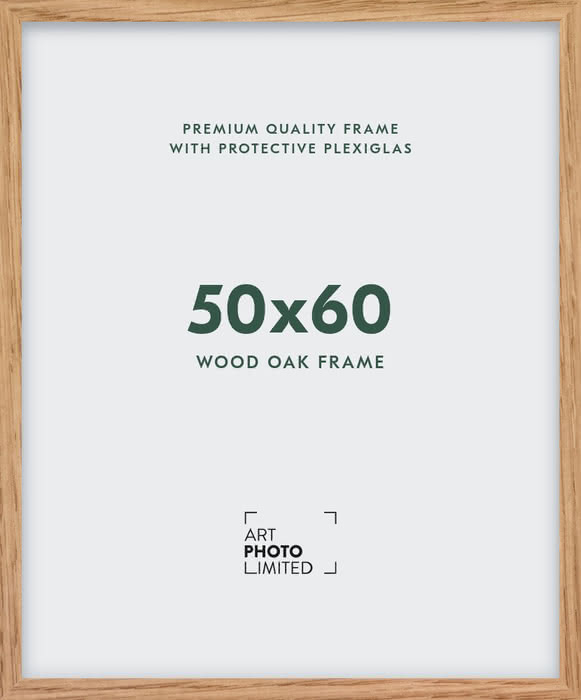 PREMIUM QUALITY FRAME
WITH PROTECTIVE PLEXIGLAS
50x60
WOOD OAK FRAME
ART
PHOTO
LIMITED